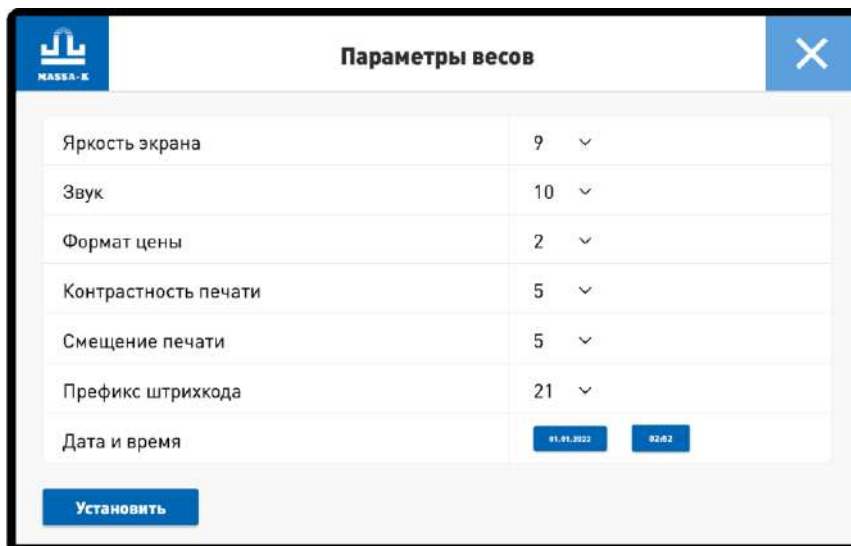 MASSA-K
Параметры весов
Яркость экрана 9
Звук 10
Формат цены 2
Контрастность печати 5
Смещение печати 5
Префикс штрихкода 21
Дата и время 01.01.2022 02:52
Установить